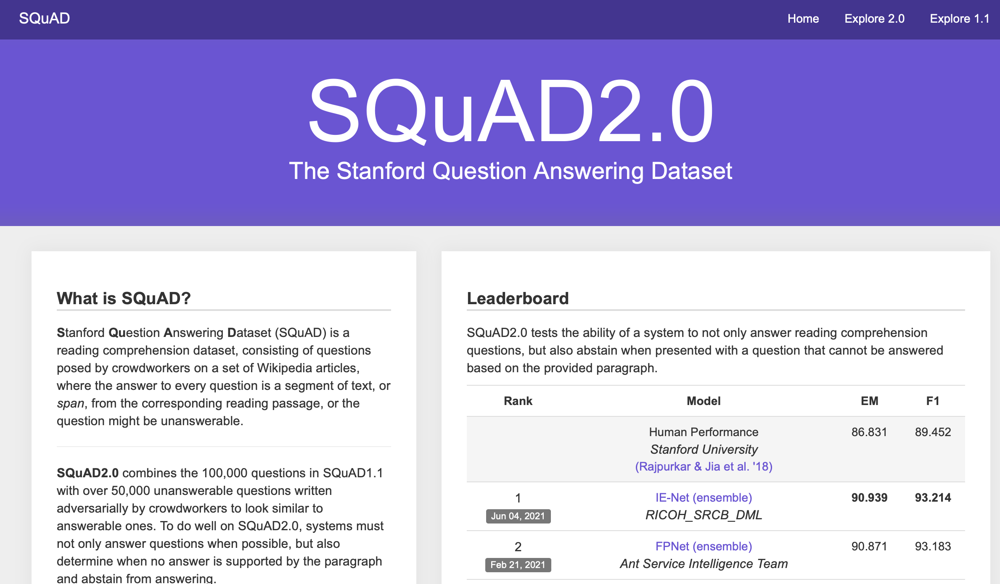 SQuAD
Home Explore 2.0 Explore 1.1
SQuAD2.0
The Stanford Question Answering Dataset
What is SQuAD?
Stanford Question Answering Dataset (SQuAD) is a
reading comprehension dataset, consisting of questions
posed by crowdworkers on a set of Wikipedia articles,
where the answer to every question is a segment of text, or
span, from the corresponding reading passage, or the
question might be unanswerable.
SQuAD2.0 combines the 100,000 questions in SQuAD1.1
with over 50,000 unanswerable questions written
adversarially by crowdworkers to look similar to
answerable ones. To do well on SQuAD2.0, systems must
not only answer questions when possible, but also
determine when no answer is supported by the paragraph
and abstain from answering.
Leaderboard
SQuAD2.0 tests the ability of a system to not only answer reading comprehension
questions, but also abstain when presented with a question that cannot be answered
based on the provided paragraph.
Rank Model EM F1
Human Performance 86.831 89.452
Stanford University
(Rajpurkar & Jia et al. '18)
1 IE-Net (ensemble) 90.939 93.214
Jun 04, 2021 RICOH_SRCB_DML
2 FPNet (ensemble) 90.871 93.183
Feb 21, 2021 Ant Service Intelligence Team